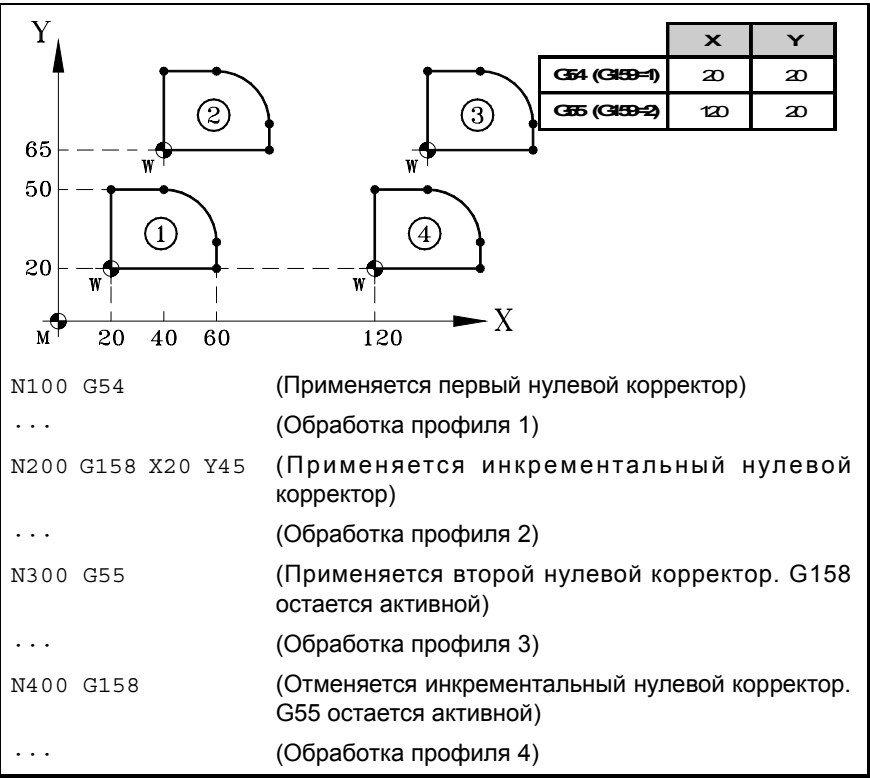 Y
X Y
G54 (G159=1) 20 20
G55 (G159=2) 120 20
2 3
65
W W
50
1 4
20
W W
M 20 40 60 120 X
N100 G54 (Применяется первый нулевой корректор)
... (Обработка профиля 1)
N200 G158 X20 Y45 (Применяется инкрементальный нулевой
корректор)
... (Обработка профиля 2)
N300 G55 (Применяется второй нулевой корректор. G158
остается активной)
... (Обработка профиля 3)
N400 G158 (Отменяется инкрементальный нулевой корректор.
G55 остается активной)
... (Обработка профиля 4)